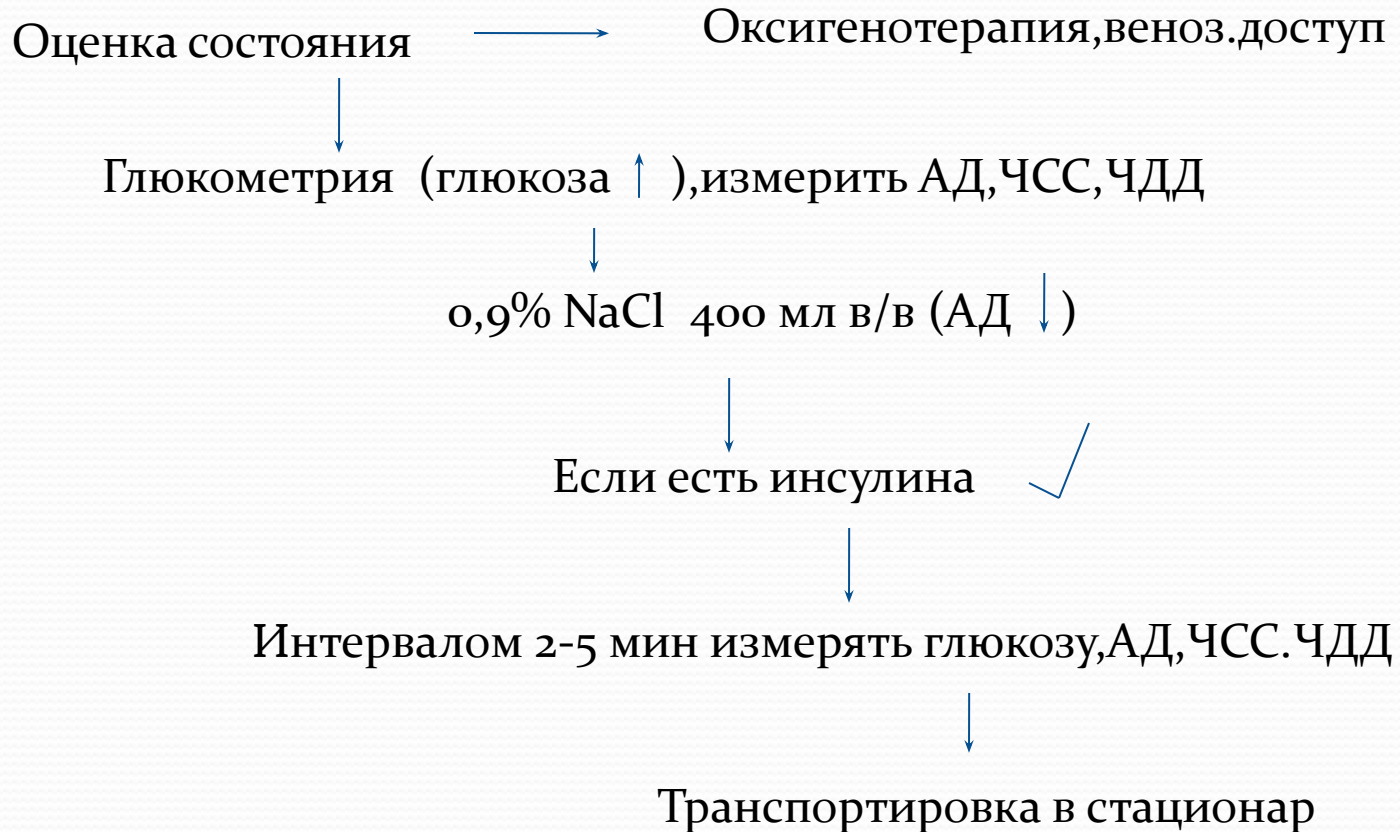 Оценка состояния
Оксигенотерапия,веноз.доступ
Глюкометрия (глюкоза ↑ ),измерить АД,ЧСС,ЧДД
0,9% NaCl 400 мл в/в (АД ↓ )
Если есть инсулина
Интервалом 2-5 мин измерять глюкозу,АД,ЧСС.ЧДД
Транспортировка в стационар